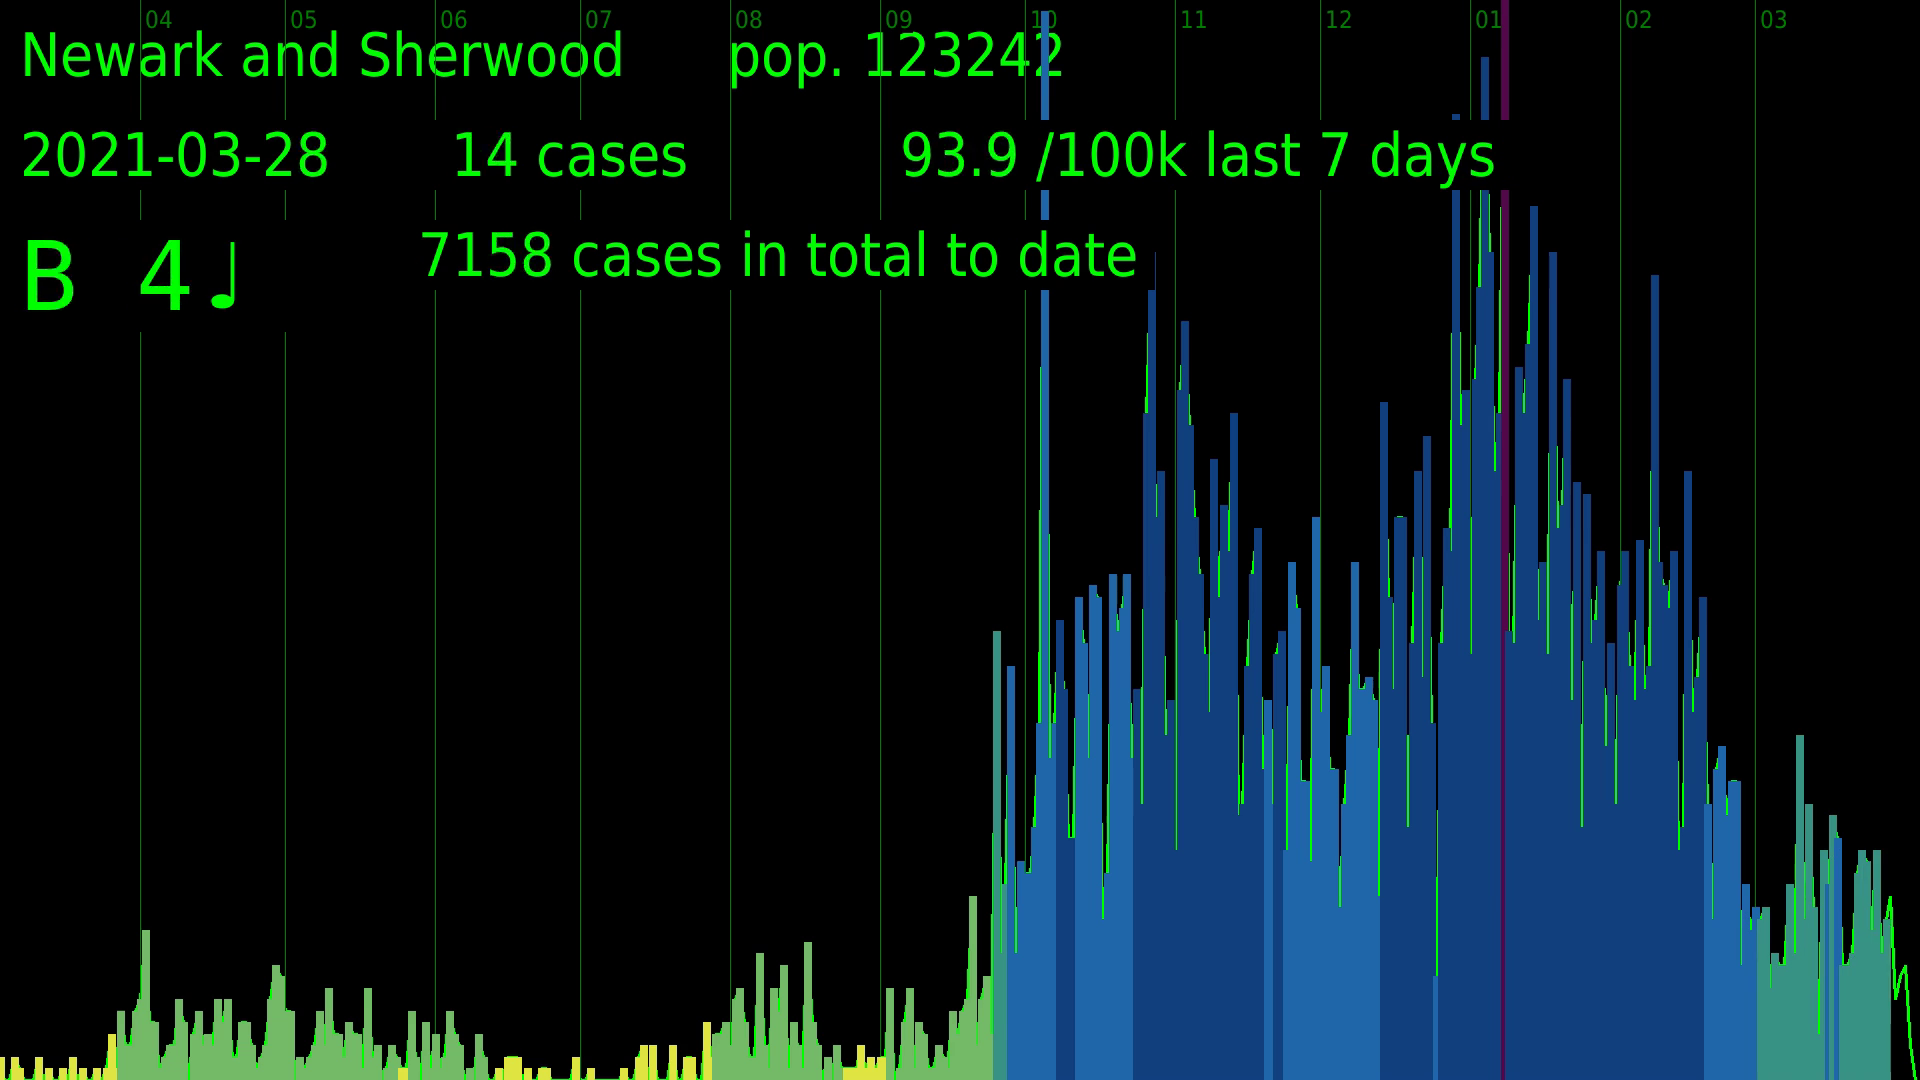 04 05 06 07 08 09 10 11 12 01 02 03
Newark and Sherwood pop. 123242
2021-03-28 14 cases 93.9 /100k last 7 days
B 4♩ 7158 cases in total to date